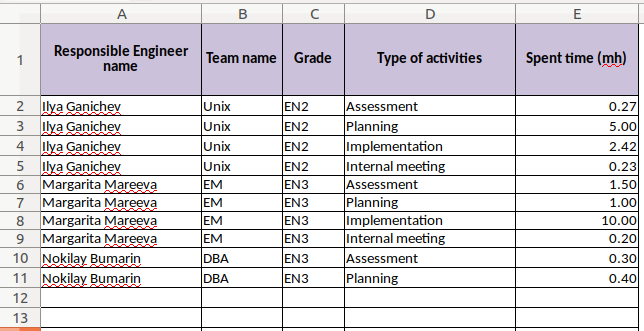 A B C D E
1 Responsible Engineer name Team name Grade Type of activities Spent time (mh)
2 Ilya Ganichev Unix EN2 Assessment 0.27
3 Ilya Ganichev Unix EN2 Planning 5.00
4 Ilya Ganichev Unix EN2 Implementation 2.42
5 Ilya Ganichev Unix EN2 Internal meeting 0.23
6 Margarita Mareeva EM EN3 Assessment 1.50
7 Margarita Mareeva EM EN3 Planning 1.00
8 Margarita Mareeva EM EN3 Implementation 10.00
9 Margarita Mareeva EM EN3 Internal meeting 0.20
10 Nokilay Bumarin DBA EN3 Assessment 0.30
11 Nokilay Bumarin DBA EN3 Planning 0.40
12
13